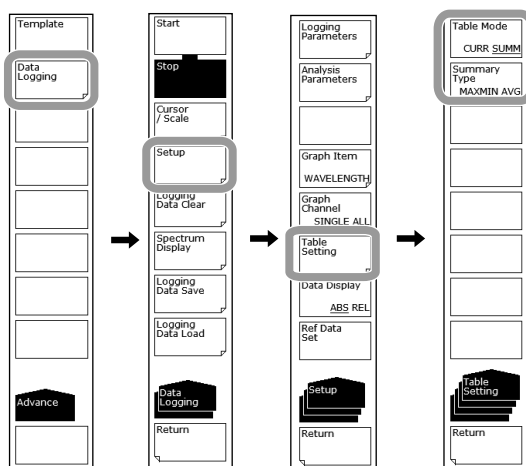 Template
Data
Logging
Advance
Start
Stop
Cursor
/ Scale
Setup
Logging
Data Clear
Spectrum
Display
Logging
Data Save
Logging
Data Load
Data
Logging
Return
Logging
Parameters
Analysis
Parameters
Graph Item
WAVELENGTH
Graph
Channel
SINGLE ALL
Table
Setting
Data Display
ABS REL
Ref Data
Set
Setup
Return
Table Mode
CURR SUMM
Summary
Type
MAXMIN AVG
Table
Setting
Return